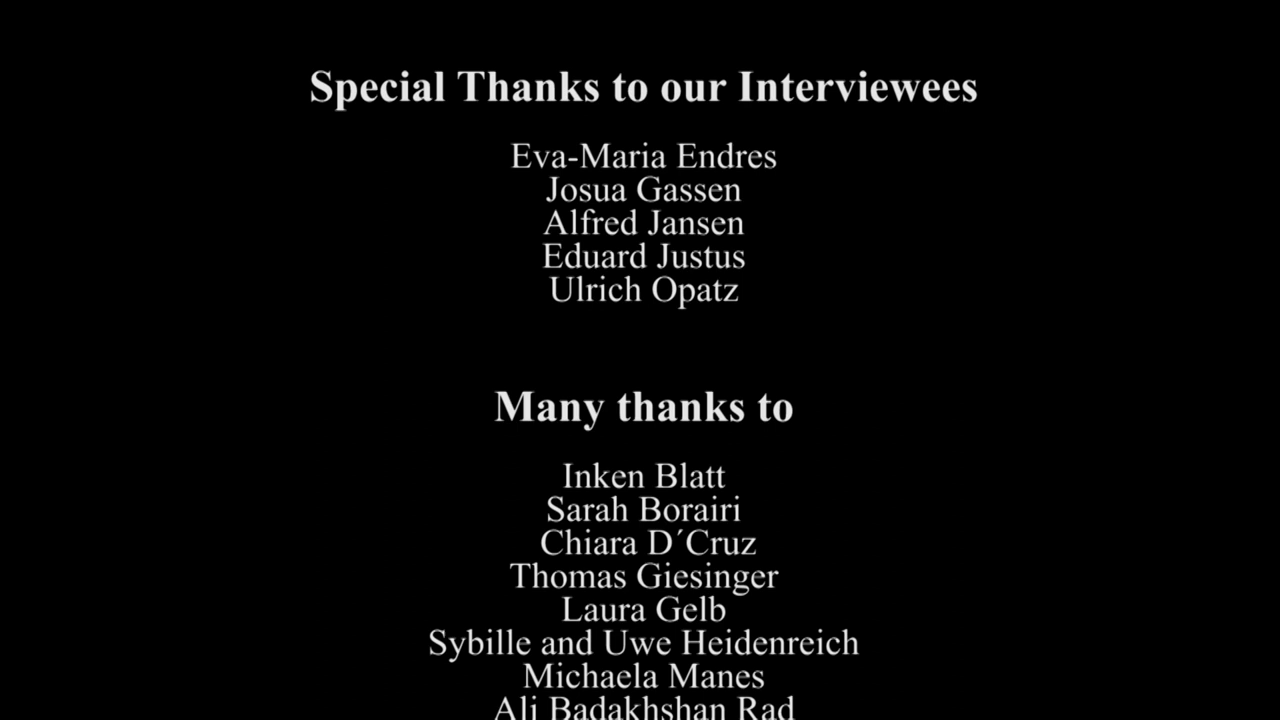 Special Thanks to our Interviewees
Eva-Maria Endres
Josua Gassen
Alfred Jansen
Eduard Justus
Ulrich Opatz
Many thanks to
Inken Blatt
Sarah Borairi
Chiara D´Cruz
Thomas Giesinger
Laura Gelb
Sybille and Uwe Heidenreich
Michaela Manes
Ali Badakhshan Rad